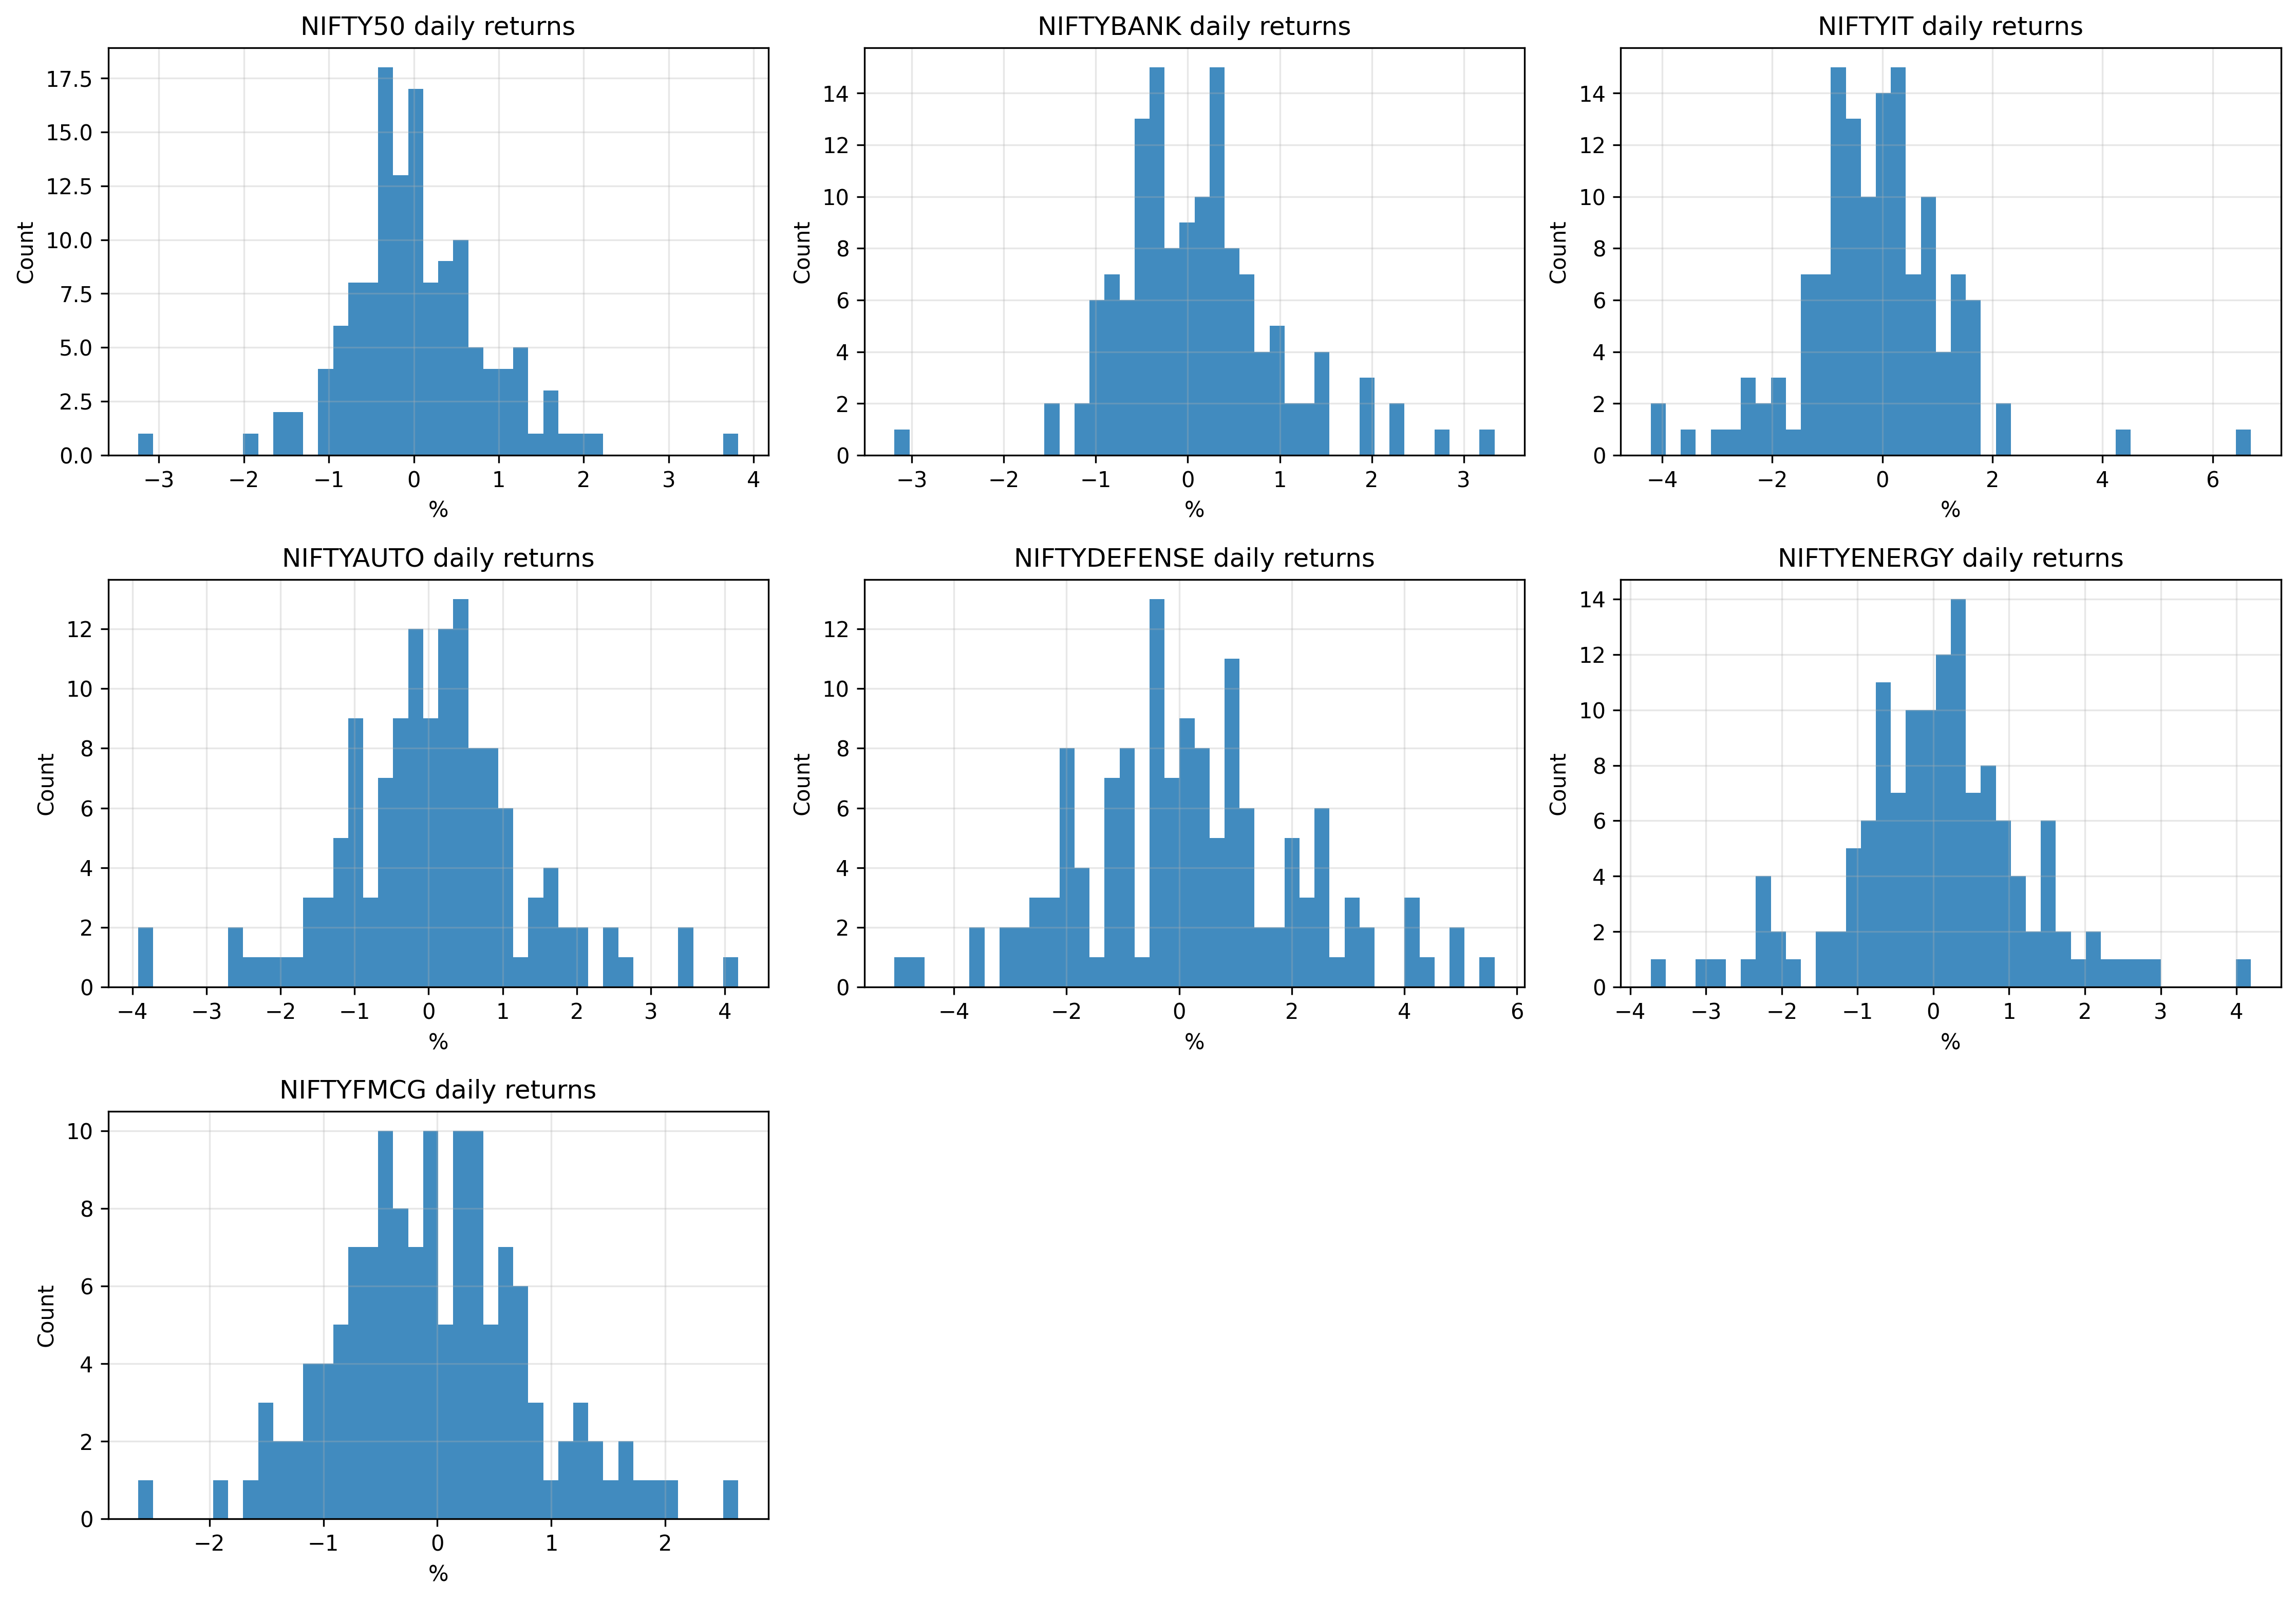 NIFTY50 daily returns
Count
17.5
15.0
12.5
10.0
7.5
5.0
2.5
0.0
−3 −2 −1 0 1 2 3 4
%
NIFTYBANK daily returns
Count
14
12
10
8
6
4
2
0
−3 −2 −1 0 1 2 3
%
NIFTYIT daily returns
Count
14
12
10
8
6
4
2
0
−4 −2 0 2 4 6
%
NIFTYAUTO daily returns
Count
12
10
8
6
4
2
0
−4 −3 −2 −1 0 1 2 3 4
%
NIFTYDEFENSE daily returns
Count
12
10
8
6
4
2
0
−4 −2 0 2 4 6
%
NIFTYENERGY daily returns
Count
14
12
10
8
6
4
2
0
−4 −3 −2 −1 0 1 2 3 4
%
NIFTYFMCG daily returns
Count
10
8
6
4
2
0
−2 −1 0 1 2
%